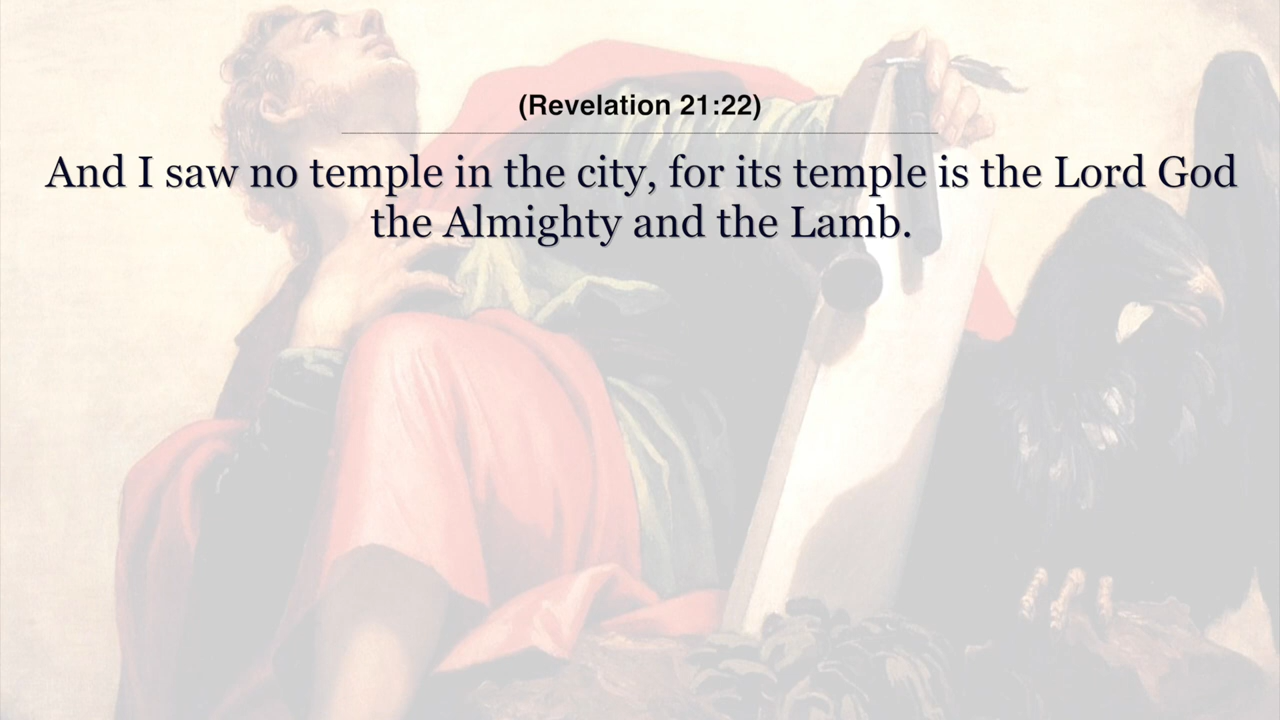 (Revelation 21:22)
And I saw no temple in the city, for its temple is the Lord God
the Almighty and the Lamb.